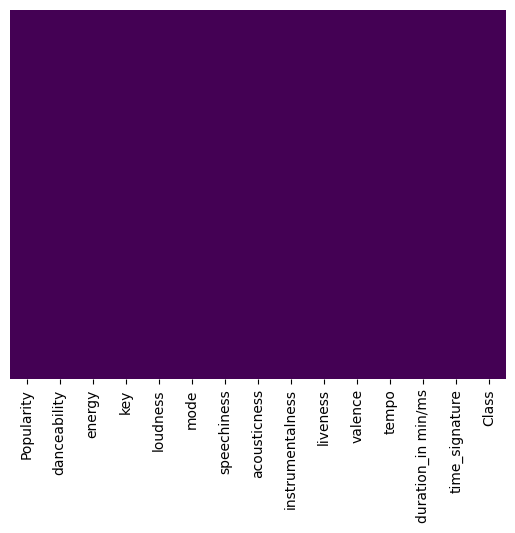 Popularity
danceability
energy
key
loudness
mode
speechiness
acousticness
instrumentalness
liveness
valence
tempo
duration_in min/ms
time_signature
Class